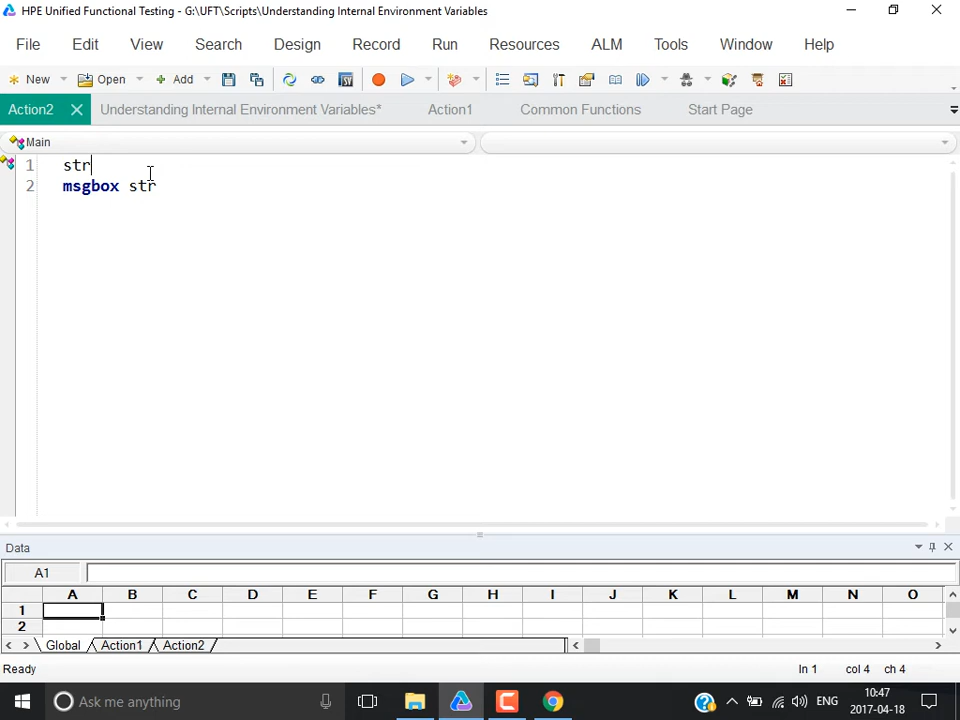 HPE Unified Functional Testing - G:\UFT\Scripts\Understanding Internal Environment Variables
File Edit View Search Design Record Run Resources ALM Tools Window Help
New Open Add
Action2 Understanding Internal Environment Variables* Action1 Common Functions Start Page
Main
1 str
2 msgbox str
Data
A1
A B C D E F G H I J K L M N O
1
2
Global Action1 Action2
Ready In 1 col 4 ch 4
Ask me anything ENG 10:47
2017-04-18